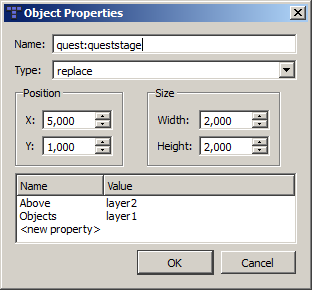 Object Properties
Name: quest:queststage
Type: replace
Position Size
X: 5,000 Width: 2,000
Y: 1,000 Height: 2,000
Name Value
Above layer2
Objects layer1
<new property>
OK Cancel